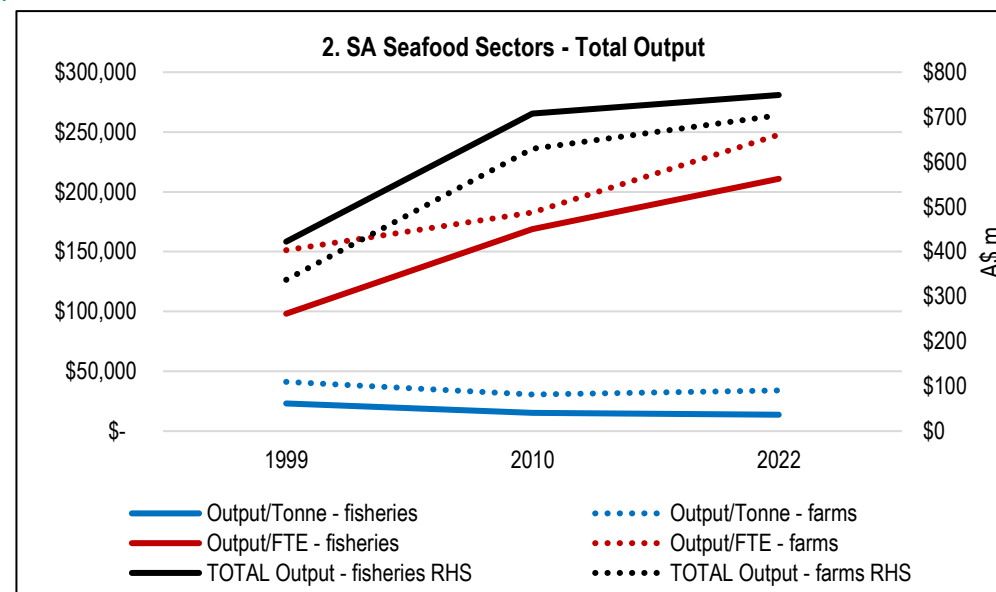 2. SA Seafood Sectors - Total Output
$300,000
$250,000
$200,000
$150,000
$100,000
$50,000
$-
$800
$700
$600
$500
$400
$300
$200
$100
$0
A$ m
1999 2010 2022
Output/Tonne - fisheries Output/Tonne - farms
Output/FTE - fisheries Output/FTE - farms
TOTAL Output - fisheries RHS TOTAL Output - farms RHS